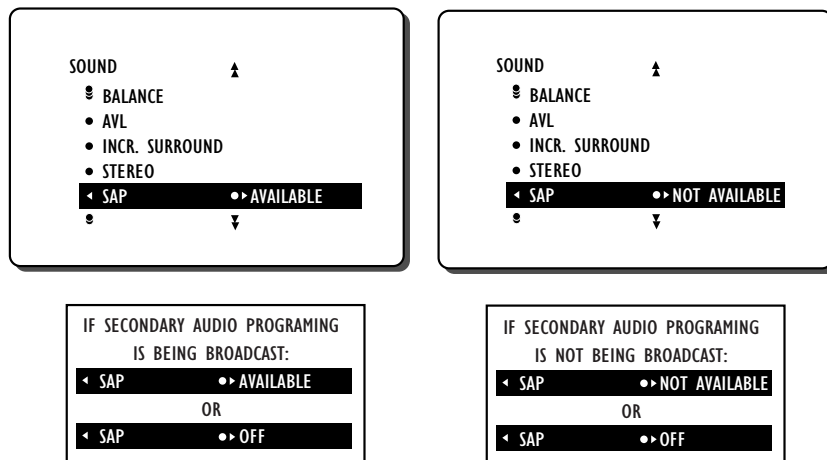 SOUND
BALANCE
AVL
INCR. SURROUND
STEREO
SAP AVAILABLE
SOUND
BALANCE
AVL
INCR. SURROUND
STEREO
SAP NOT AVAILABLE
IF SECONDARY AUDIO PROGRAMING
IS BEING BROADCAST:
SAP AVAILABLE
OR
SAP OFF
IF SECONDARY AUDIO PROGRAMING
IS NOT BEING BROADCAST:
SAP NOT AVAILABLE
OR
SAP OFF